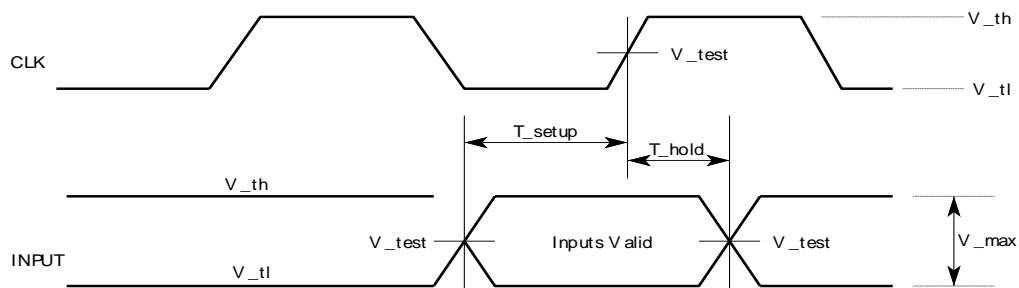 V_th
CLK
V_test
V_tl
T_setup
T_hold
V_th
V_test
Inputs Valid
V_test
V_max
INPUT
V_tl